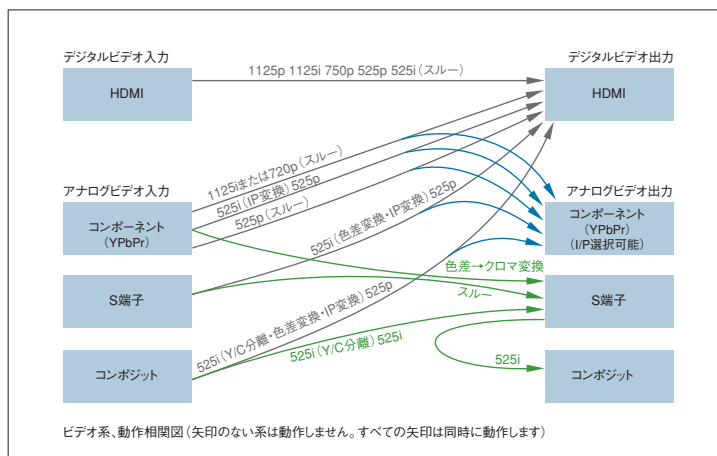 デジタルビデオ入力
デジタルビデオ出力
HDMI
1125p 1125i 750p 525p 525i（スルー）
HDMI
1125iまたは720p（スルー）
525i（IP変換）525p
525p（スルー）
アナログビデオ入力
アナログビデオ出力
コンポーネント
（YPbPr）
コンポーネント
（YPbPr）
（I/P選択可能）
525i（色差変換・IP変換）525p
色差→クロマ変換
S端子
スルー
S端子
525i（Y/C分離・色差変換・IP変換）525p
525i（Y/C分離）525i
コンポジット
525i
コンポジット
ビデオ系、動作相関図（矢印のない系は動作しません。すべての矢印は同時に動作します）